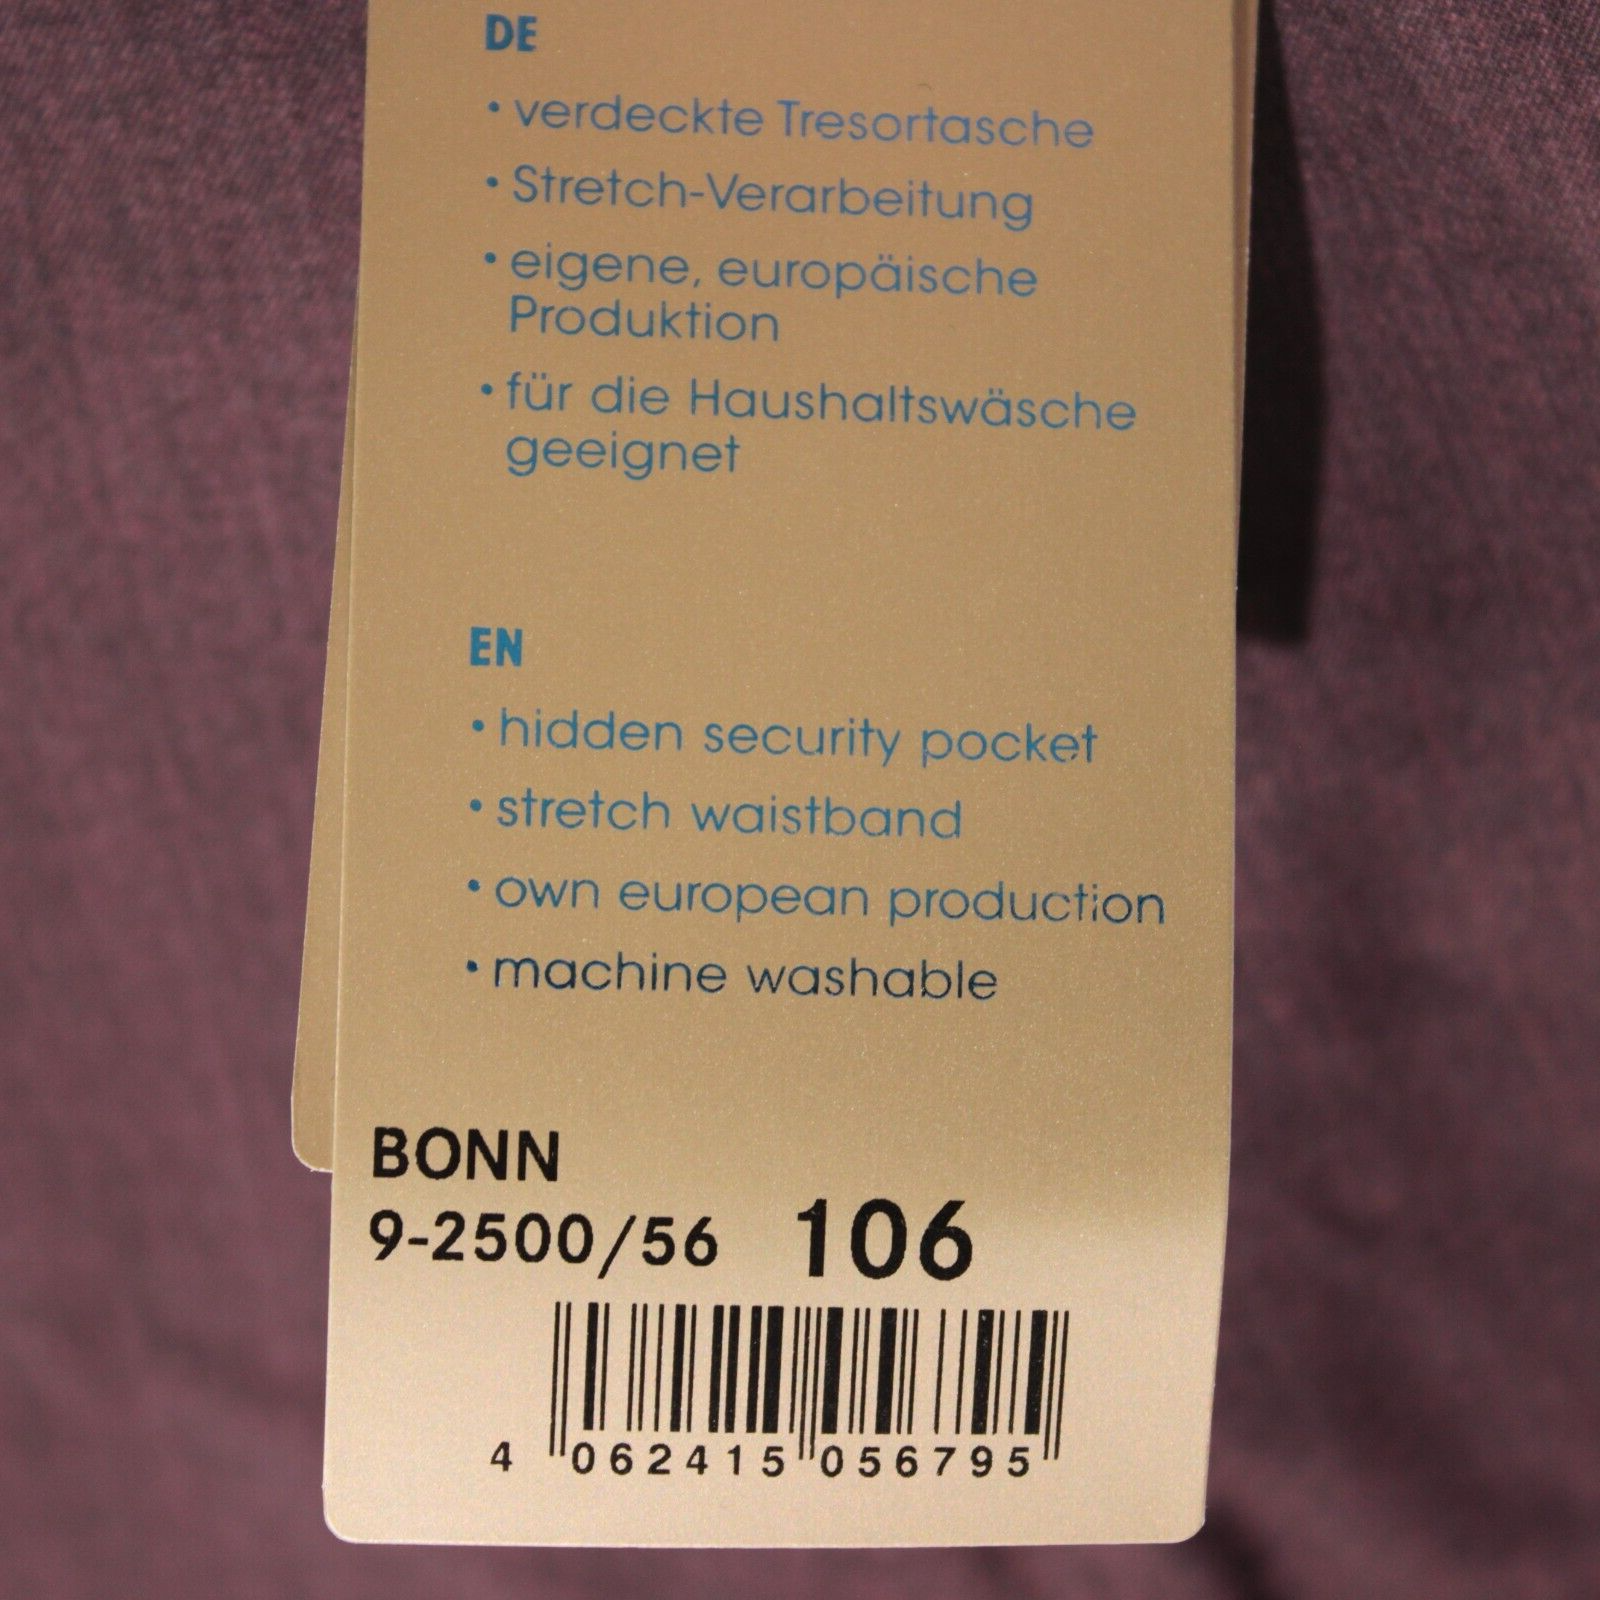 DE
• verdeckte Tresortasche
• Stretch-Verarbeitung
• eigene, europäische
Produktion
• für die Haushaltswäsche
geeignet
EN
• hidden security pocket
• stretch waistband
• own european production
• machine washable
BONN
9-2500/56 106
4 062415 056795